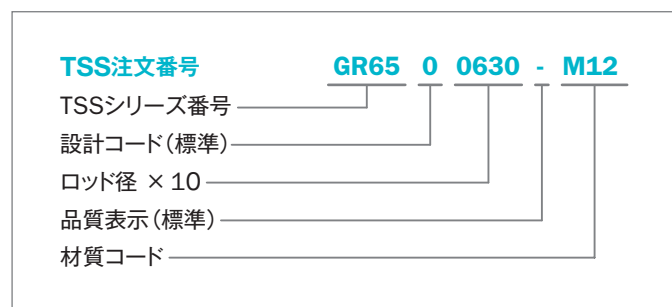 TSS注文番号 GR65 0 0630 - M12
TSSシリーズ番号
設計コード(標準)
ロッド径 × 10
品質表示(標準)
材質コード